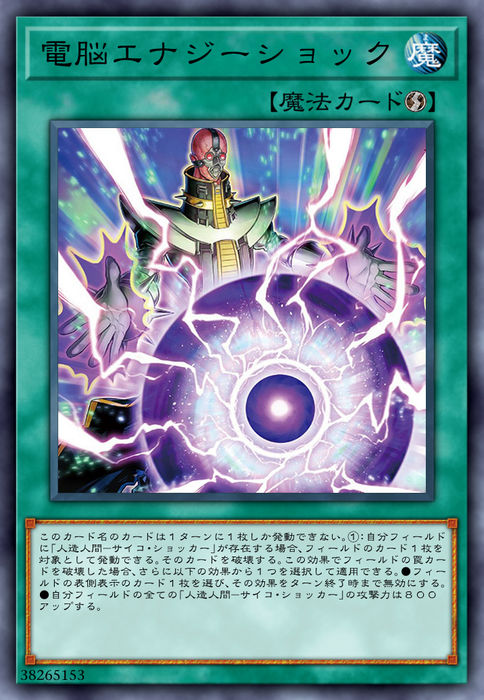 電脳エナジーショック
魔
【魔法カード】
このカード名のカードは1ターンに1枚しか発動できない。①:自分フィールド
に「人造人間-サイコ・ショッカー」が存在する場合、フィールドのカード1枚を
対象として発動できる。そのカードを破壊する。この効果でフィールドの罠カー
ドを破壊した場合、さらに以下の効果から1つを選択して適用できる。●フィー
ルドの表側表示のカード1枚を選び、その効果をターン終了時まで無効にする。
●自分フィールドの全ての「人造人間-サイコ・ショッカー」の攻撃力は800
アップする。
38265153